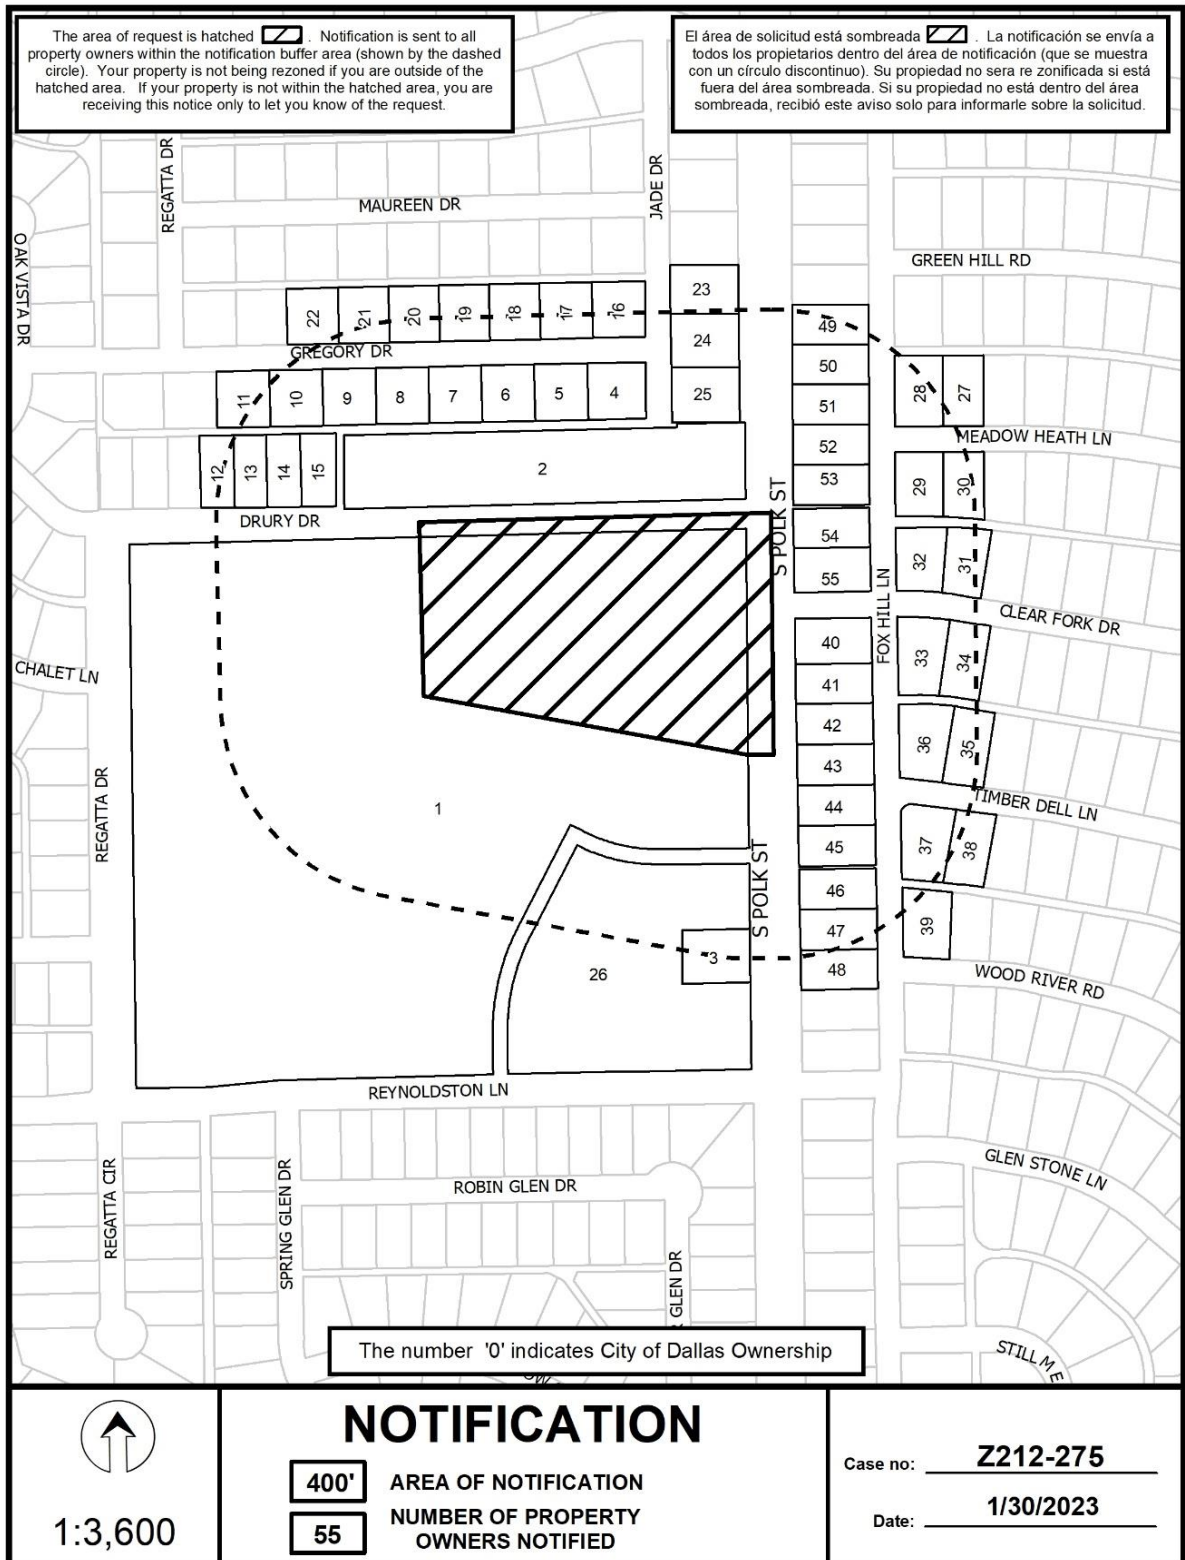 The area of request is hatched . Notification is sent to all
property owners within the notification buffer area (shown by the dashed
circle). Your property is not being rezoned if you are outside of the
hatched area. If your property is not within the hatched area, you are
receiving this notice only to let you know of the request.
El área de solicitud está sombreada . La notificación se envía a
todos los propietarios dentro del área de notificación (que se muestra
con un círculo discontinuo). Su propiedad no sera re zonificada si está
fuera del área sombreada. Si su propiedad no está dentro del área
sombreada, recibió este aviso solo para informarle sobre la solicitud.
REGATTA DR
JADE DR
MAUREEN DR
OAK VISTA DR
GREEN HILL RD
23
22
21
20
19
18
17
16
24
49
GREGORY DR
50
28
27
11
10
9
8
7
6
5
4
25
51
MEADOW HEATH LN
52
12
13
14
15
2
53
29
30
S POLK ST
DRURY DR
54
55
32
31
FOX HILL LN
CLEAR FORK DR
40
33
34
CHALET LN
41
42
36
35
43
REGATTA DR
1
44
TIMBER DELL LN
45
37
38
S POLK ST
46
47
39
3
26
48
WOOD RIVER RD
REYNOLDSTON LN
REGATTA CIR
SPRING GLEN DR
ROBIN GLEN DR
GLEN STONE LN
GLEN DR
STILL M E
The number '0' indicates City of Dallas Ownership
OW
1:3,600
NOTIFICATION
400' AREA OF NOTIFICATION
55 NUMBER OF PROPERTY
OWNERS NOTIFIED
Case no: Z212-275
Date: 1/30/2023